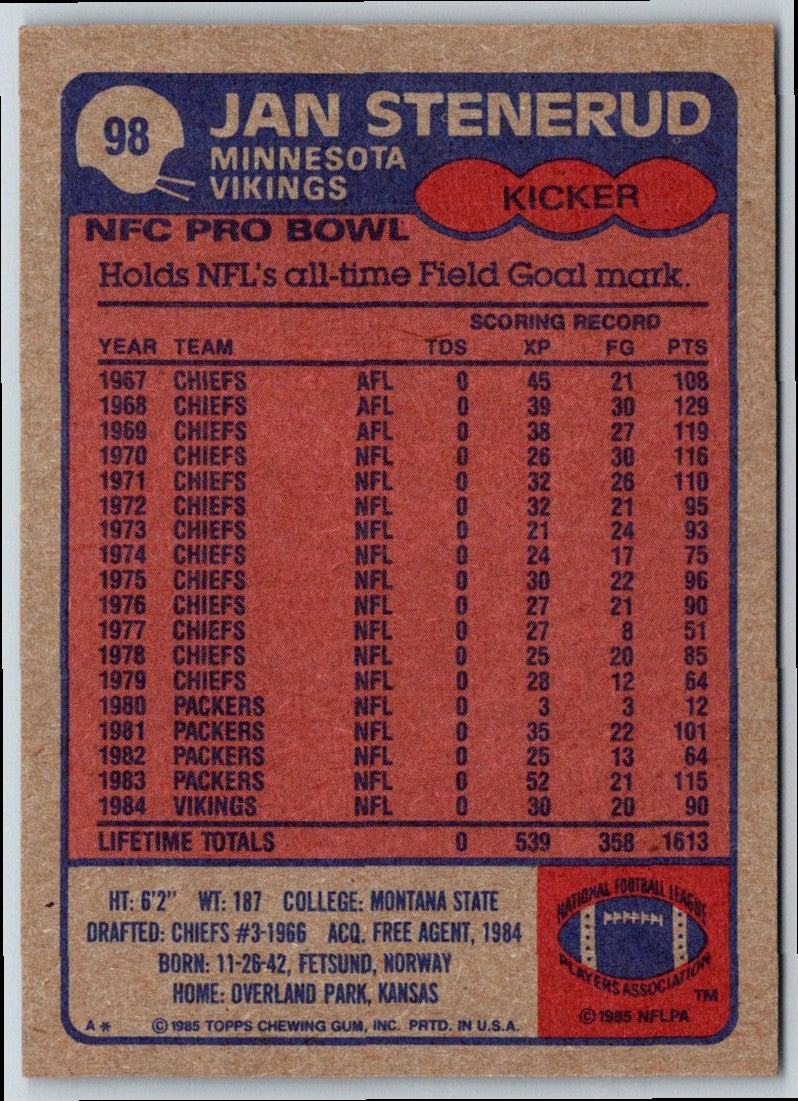 98
JAN STENERUD
MINNESOTA
VIKINGS
KICKER
NFC PRO BOWL
Holds NFL's all-time Field Goal mark.
SCORING RECORD
YEAR TEAM TDS XP FG PTS
1967 CHIEFS AFL 0 45 21 108
1968 CHIEFS AFL 0 39 30 129
1969 CHIEFS AFL 0 38 27 119
1970 CHIEFS NFL 0 26 30 116
1971 CHIEFS NFL 0 32 26 110
1972 CHIEFS NFL 0 32 21 95
1973 CHIEFS NFL 0 21 24 93
1974 CHIEFS NFL 0 24 17 75
1975 CHIEFS NFL 0 30 22 96
1976 CHIEFS NFL 0 27 21 90
1977 CHIEFS NFL 0 27 8 51
1978 CHIEFS NFL 0 25 20 85
1979 CHIEFS NFL 0 28 12 64
1980 PACKERS NFL 0 3 3 12
1981 PACKERS NFL 0 35 22 101
1982 PACKERS NFL 0 25 13 64
1983 PACKERS NFL 0 52 21 115
1984 VIKINGS NFL 0 30 20 90
LIFETIME TOTALS 0 539 358 1613
HT: 6'2" WT: 187 COLLEGE: MONTANA STATE
DRAFTED: CHIEFS #3-1966 ACQ. FREE AGENT, 1984
BORN: 11-26-42, FETSUND, NORWAY
HOME: OVERLAND PARK, KANSAS
A* ©1985 TOPPS CHEWING GUM, INC. PRTD. IN U.S.A.
NATIONAL FOOTBALL LEAGUE
PLAYERS ASSOCIATION
TM
©1985 NFLPA